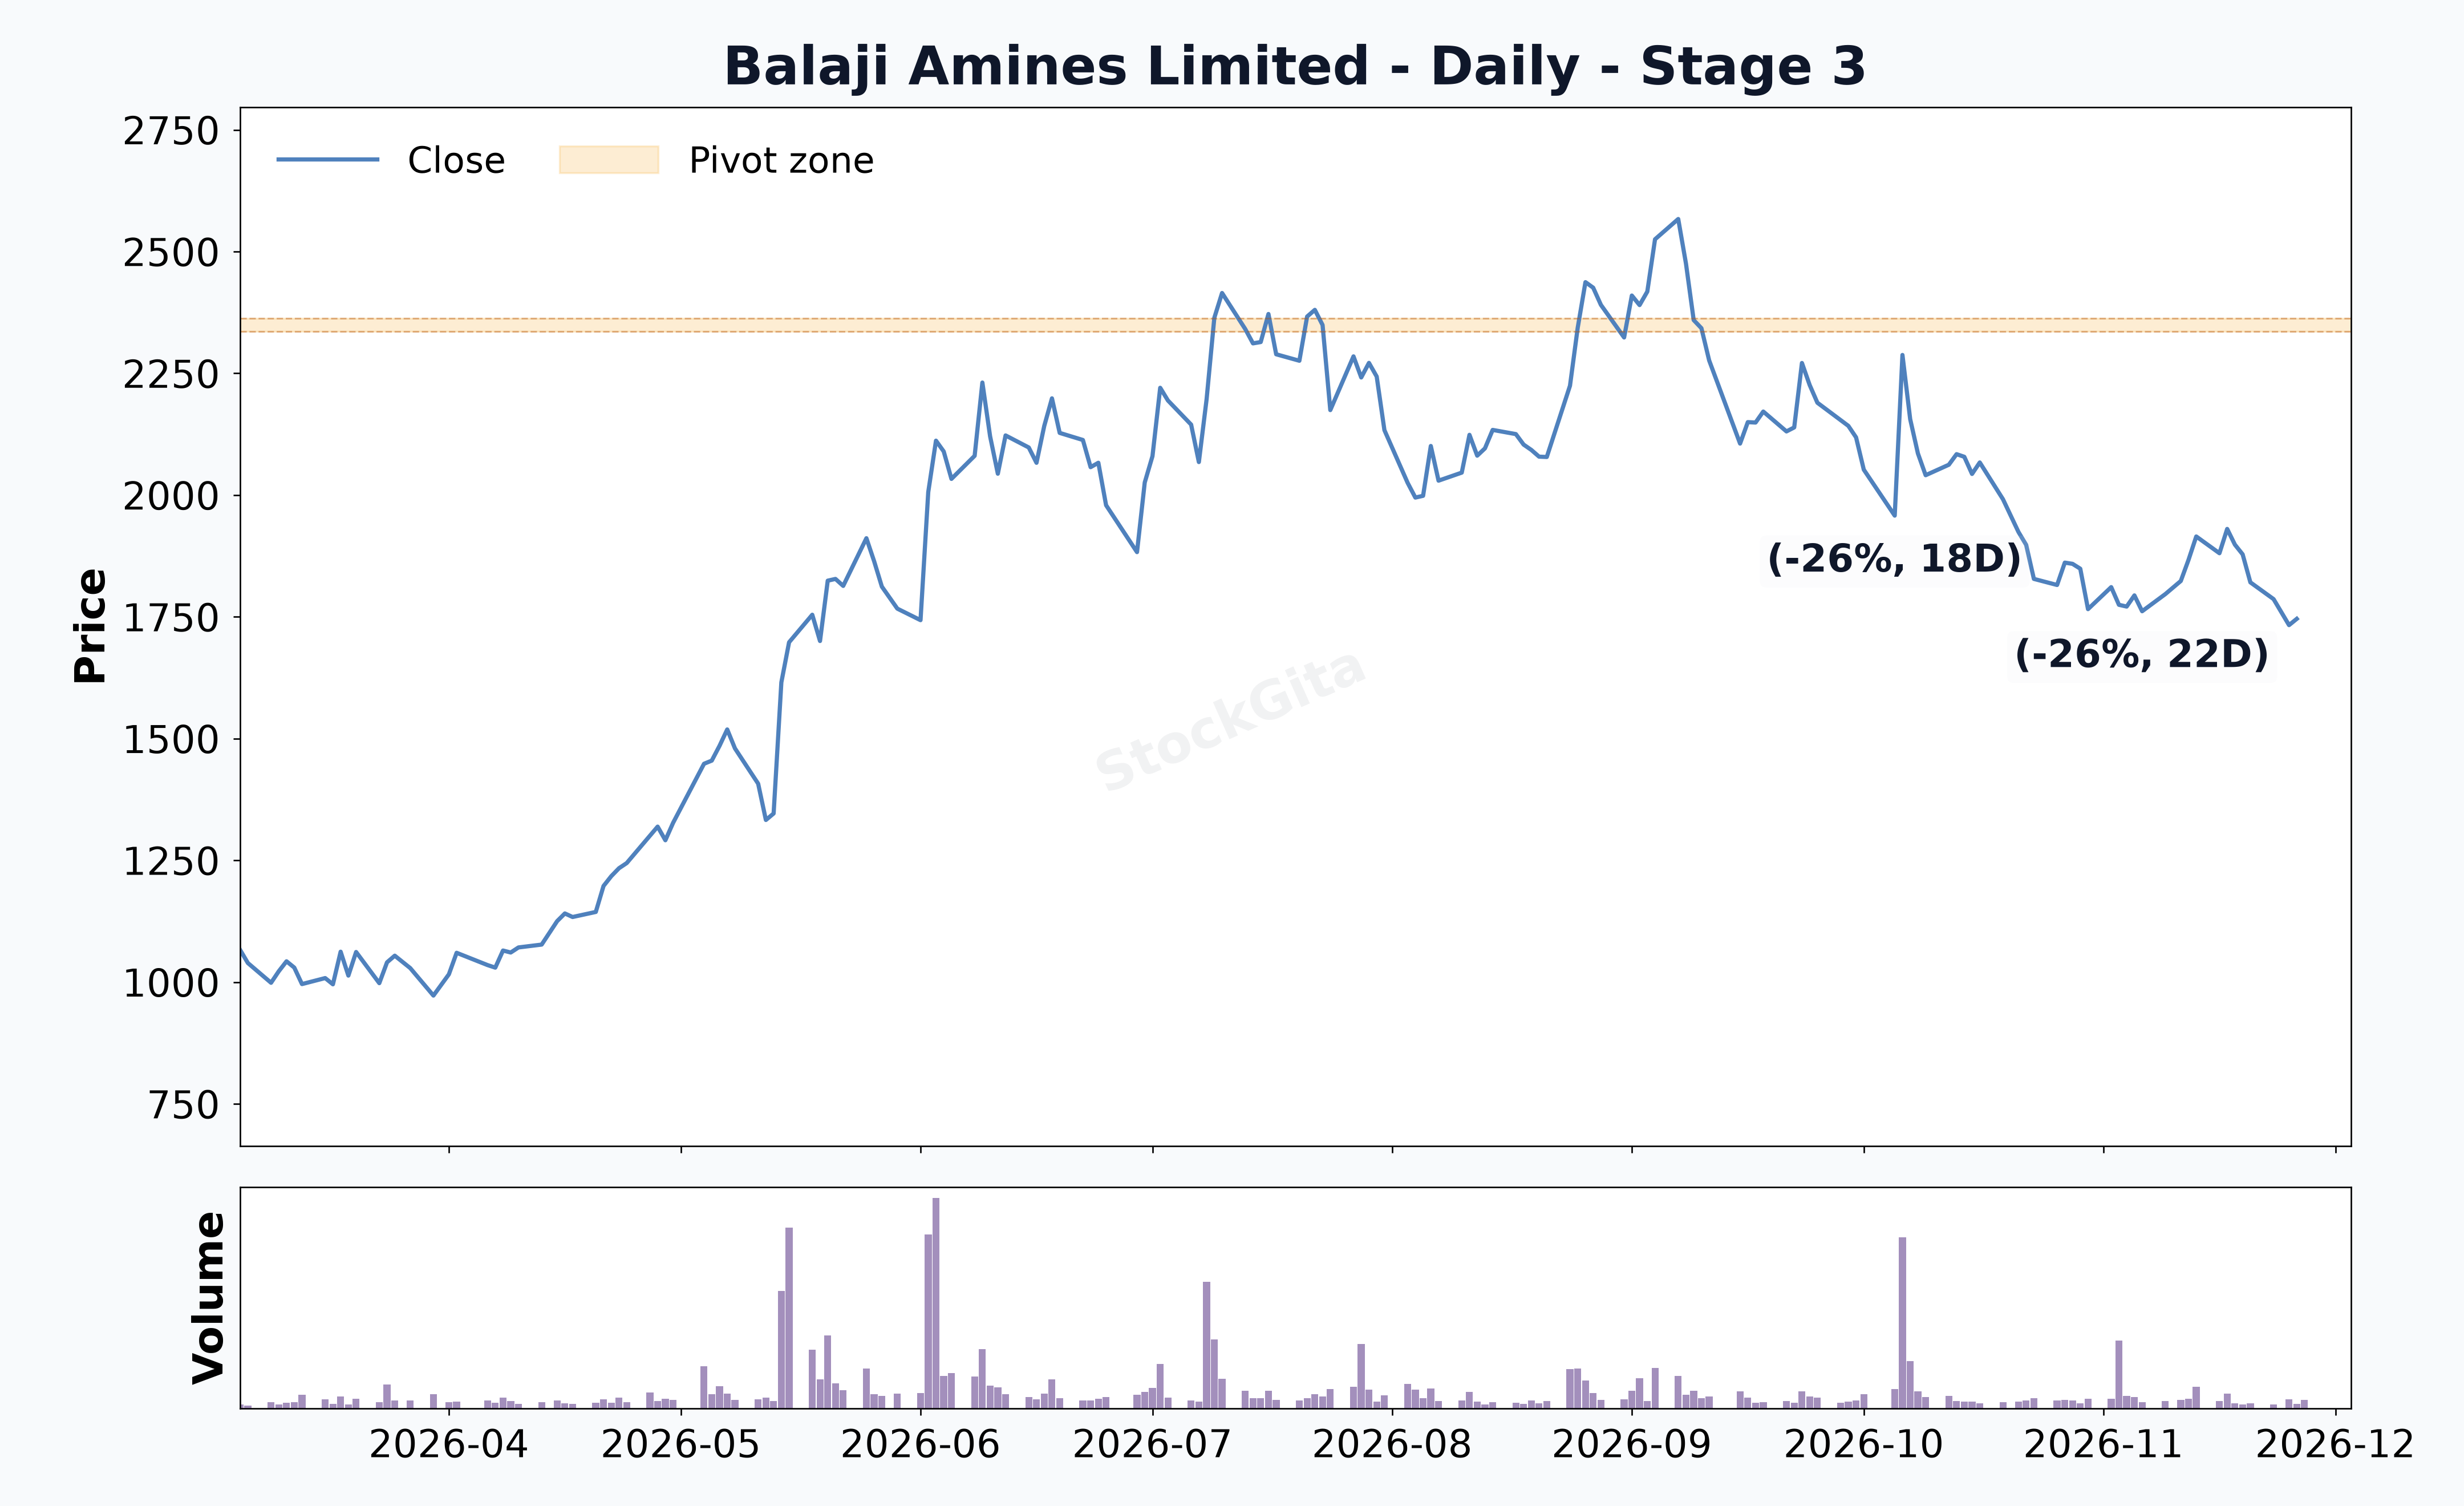 Balaji Amines Limited - Daily - Stage 3
Close
Pivot zone
2750
2500
2250
2000
1750
1500
1250
1000
750
Price
(-26%, 18D)
(-26%, 22D)
StockGita
Volume
2026-04
2026-05
2026-06
2026-07
2026-08
2026-09
2026-10
2026-11
2026-12